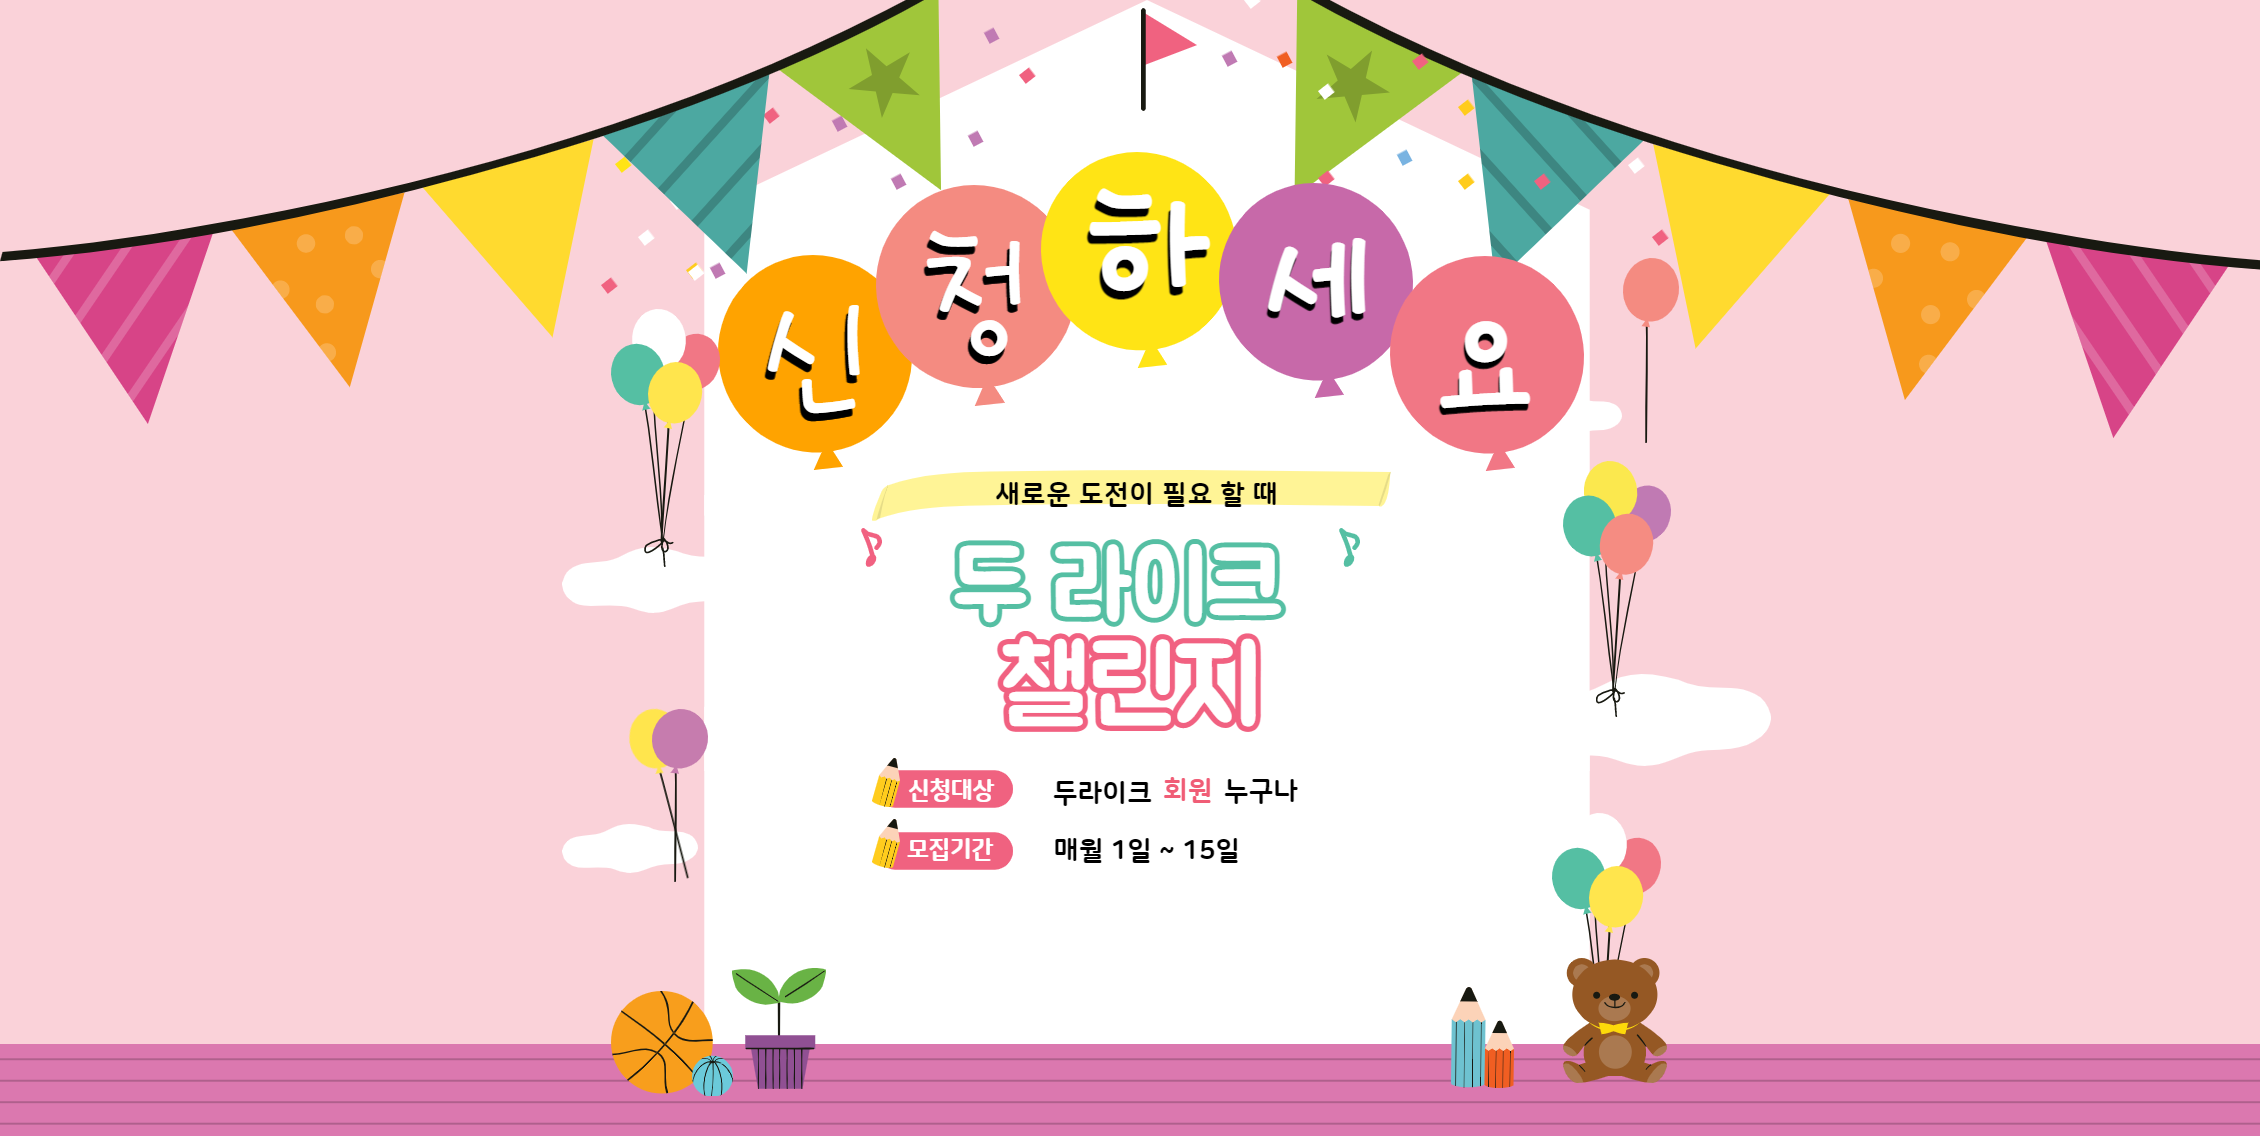 신청하세요
새로운 도전이 필요 할 때
두 라이크
챌린지
신청대상 두라이크 회원 누구나
모집기간 매월 1일 ~ 15일